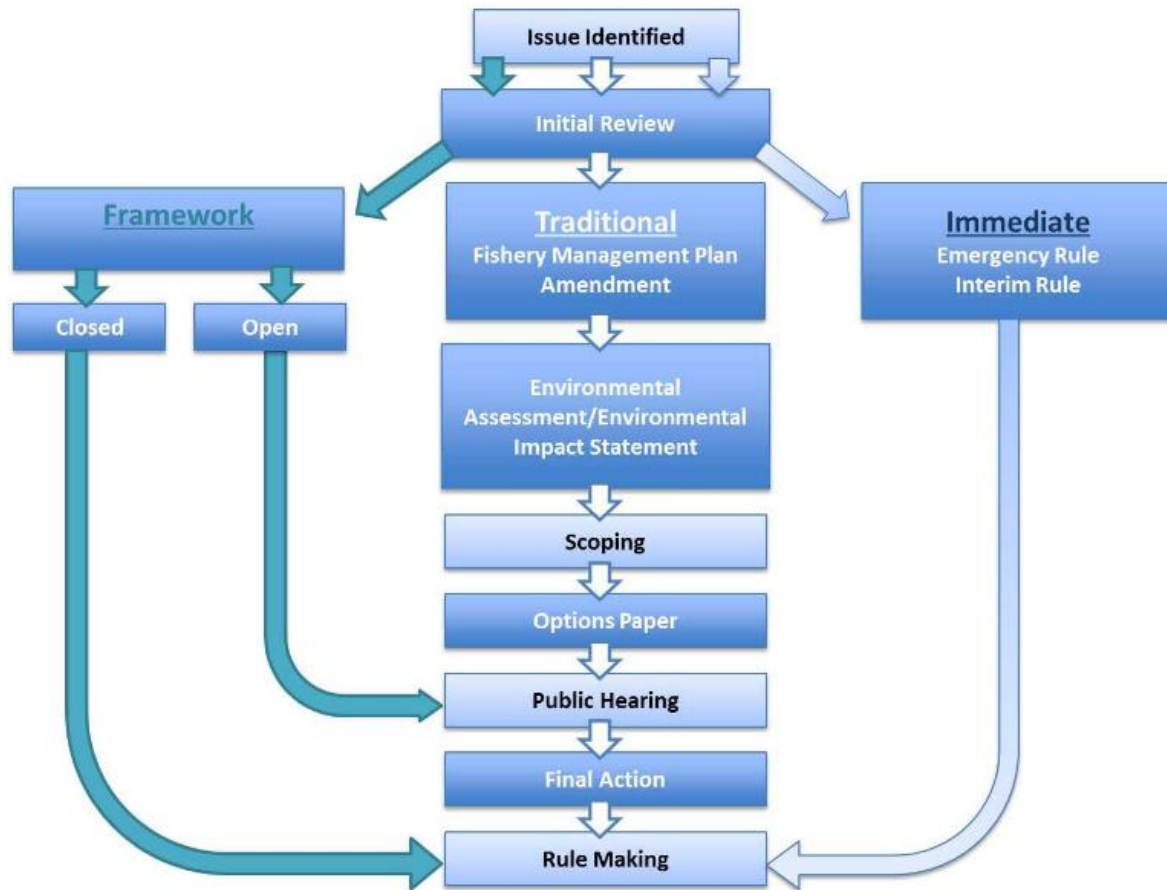 Issue Identified
Initial Review
Framework
Closed
Open
Traditional
Fishery Management Plan
Amendment
Immediate
Emergency Rule
Interim Rule
Environmental
Assessment/Environmental
Impact Statement
Scoping
Options Paper
Public Hearing
Final Action
Rule Making